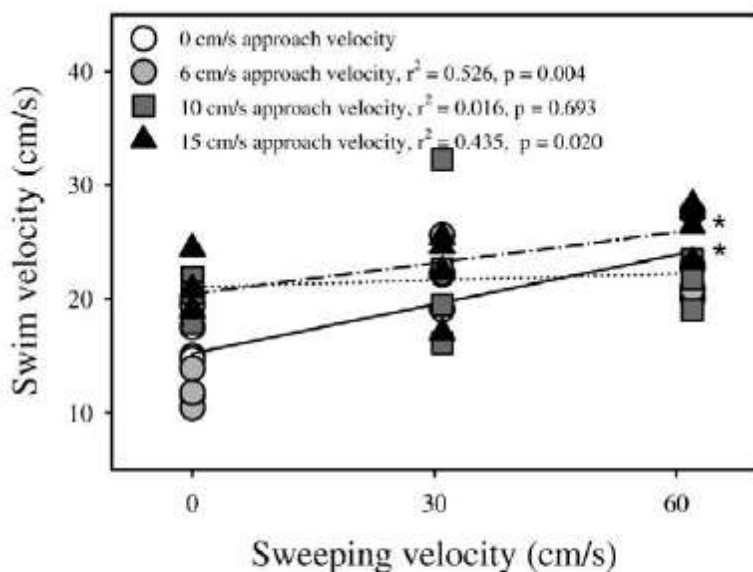 0 cm/s approach velocity
6 cm/s approach velocity, r² = 0.526, p = 0.004
10 cm/s approach velocity, r² = 0.016, p = 0.693
15 cm/s approach velocity, r² = 0.435, p = 0.020
40
30
20
10
*
*
0
30
60
Swim velocity (cm/s)
Sweeping velocity (cm/s)